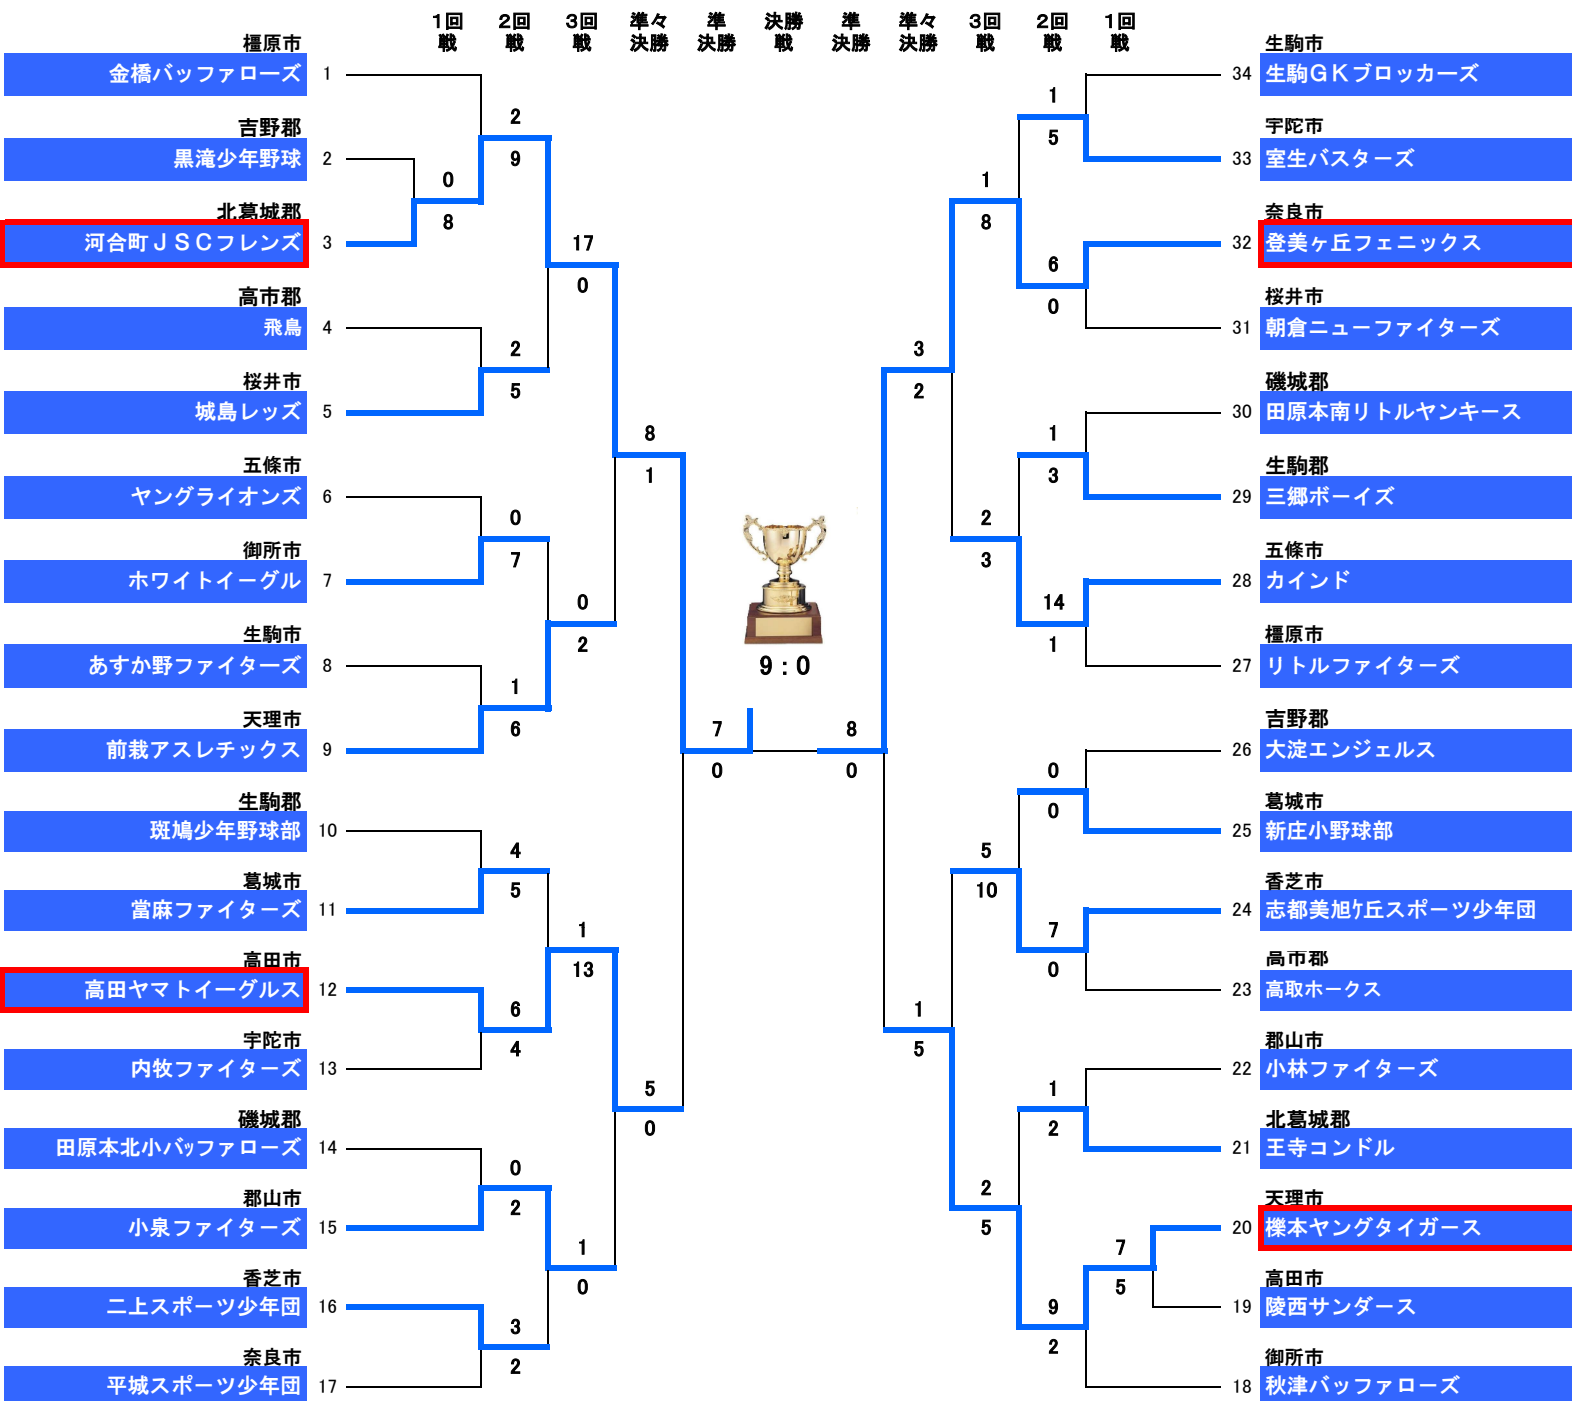 1回戦
2回戦
3回戦
準々決勝
準決勝
決勝戦
準決勝
準々決勝
3回戦
2回戦
1回戦
橿原市
金橋バッファローズ 1
吉野郡
黒滝少年野球 2
北葛城郡
河合町JSCフレンズ 3
高市郡
飛鳥 4
桜井市
城島レッズ 5
五條市
ヤングライオンズ 6
御所市
ホワイトイーグル 7
生駒市
あすか野ファイターズ 8
天理市
前栽アスレチックス 9
生駒郡
斑鳩少年野球部 10
葛城市
當麻ファイターズ 11
高田市
高田ヤマトイーグルス 12
宇陀市
内牧ファイターズ 13
磯城郡
田原本北小バッファローズ 14
郡山市
小泉ファイターズ 15
香芝市
二上スポーツ少年団 16
奈良市
平城スポーツ少年団 17
0
8
2
9
2
5
0
7
1
6
4
5
6
4
0
2
3
2
17
0
0
2
1
13
1
0
8
1
5
0
7
0
9:0
8
0
3
2
1
5
1
8
2
3
5
10
2
5
1
5
6
0
1
3
14
1
0
0
7
0
1
2
9
2
7
5
生駒市
34 生駒GKブロッカーズ
宇陀市
33 室生バスターズ
奈良市
32 登美ヶ丘フェニックス
桜井市
31 朝倉ニューファイターズ
磯城郡
30 田原本南リトルヤンキース
生駒郡
29 三郷ボーイズ
五條市
28 カインド
橿原市
27 リトルファイターズ
吉野郡
26 大淀エンジェルス
葛城市
25 新庄小野球部
香芝市
24 志都美旭ケ丘スポーツ少年団
高市郡
23 高取ホークス
郡山市
22 小林ファイターズ
北葛城郡
21 王寺コンドル
天理市
20 櫟本ヤングタイガース
高田市
19 陵西サンダース
御所市
18 秋津バッファローズ